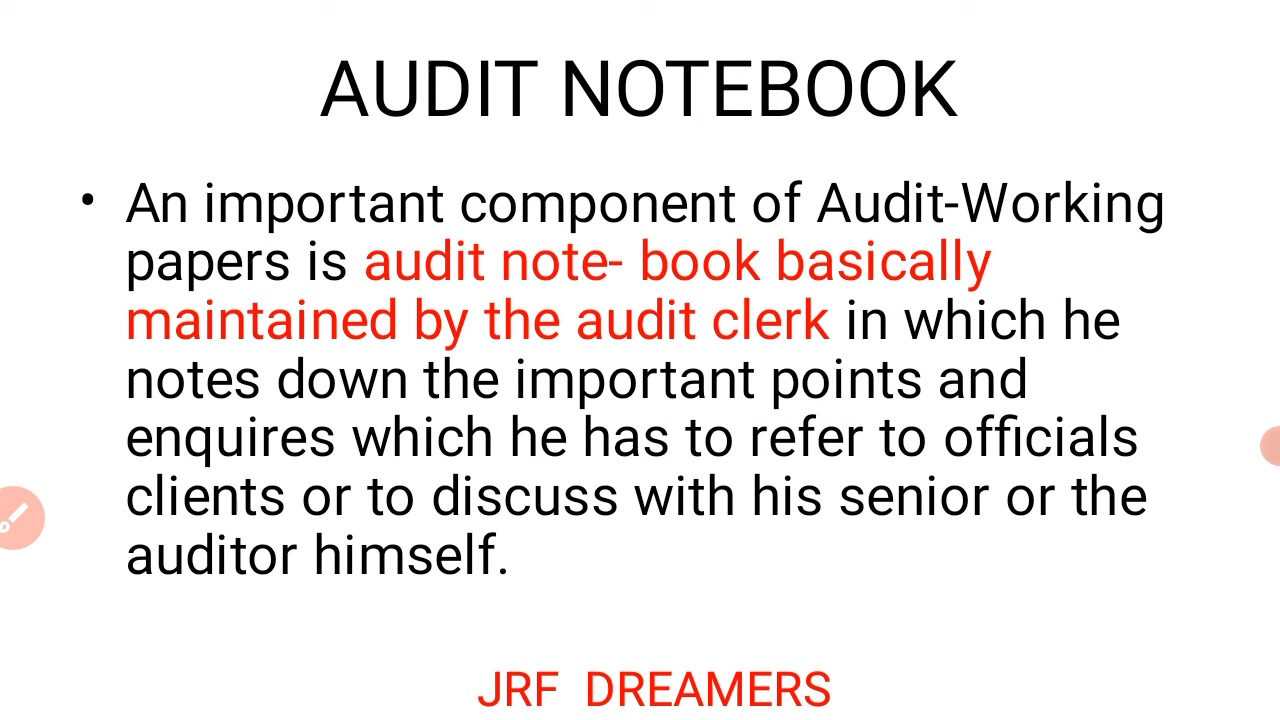 AUDIT NOTEBOOK
• An important component of Audit-Working
papers is audit note- book basically
maintained by the audit clerk in which he
notes down the important points and
enquires which he has to refer to officials
clients or to discuss with his senior or the
auditor himself.
JRF DREAMERS